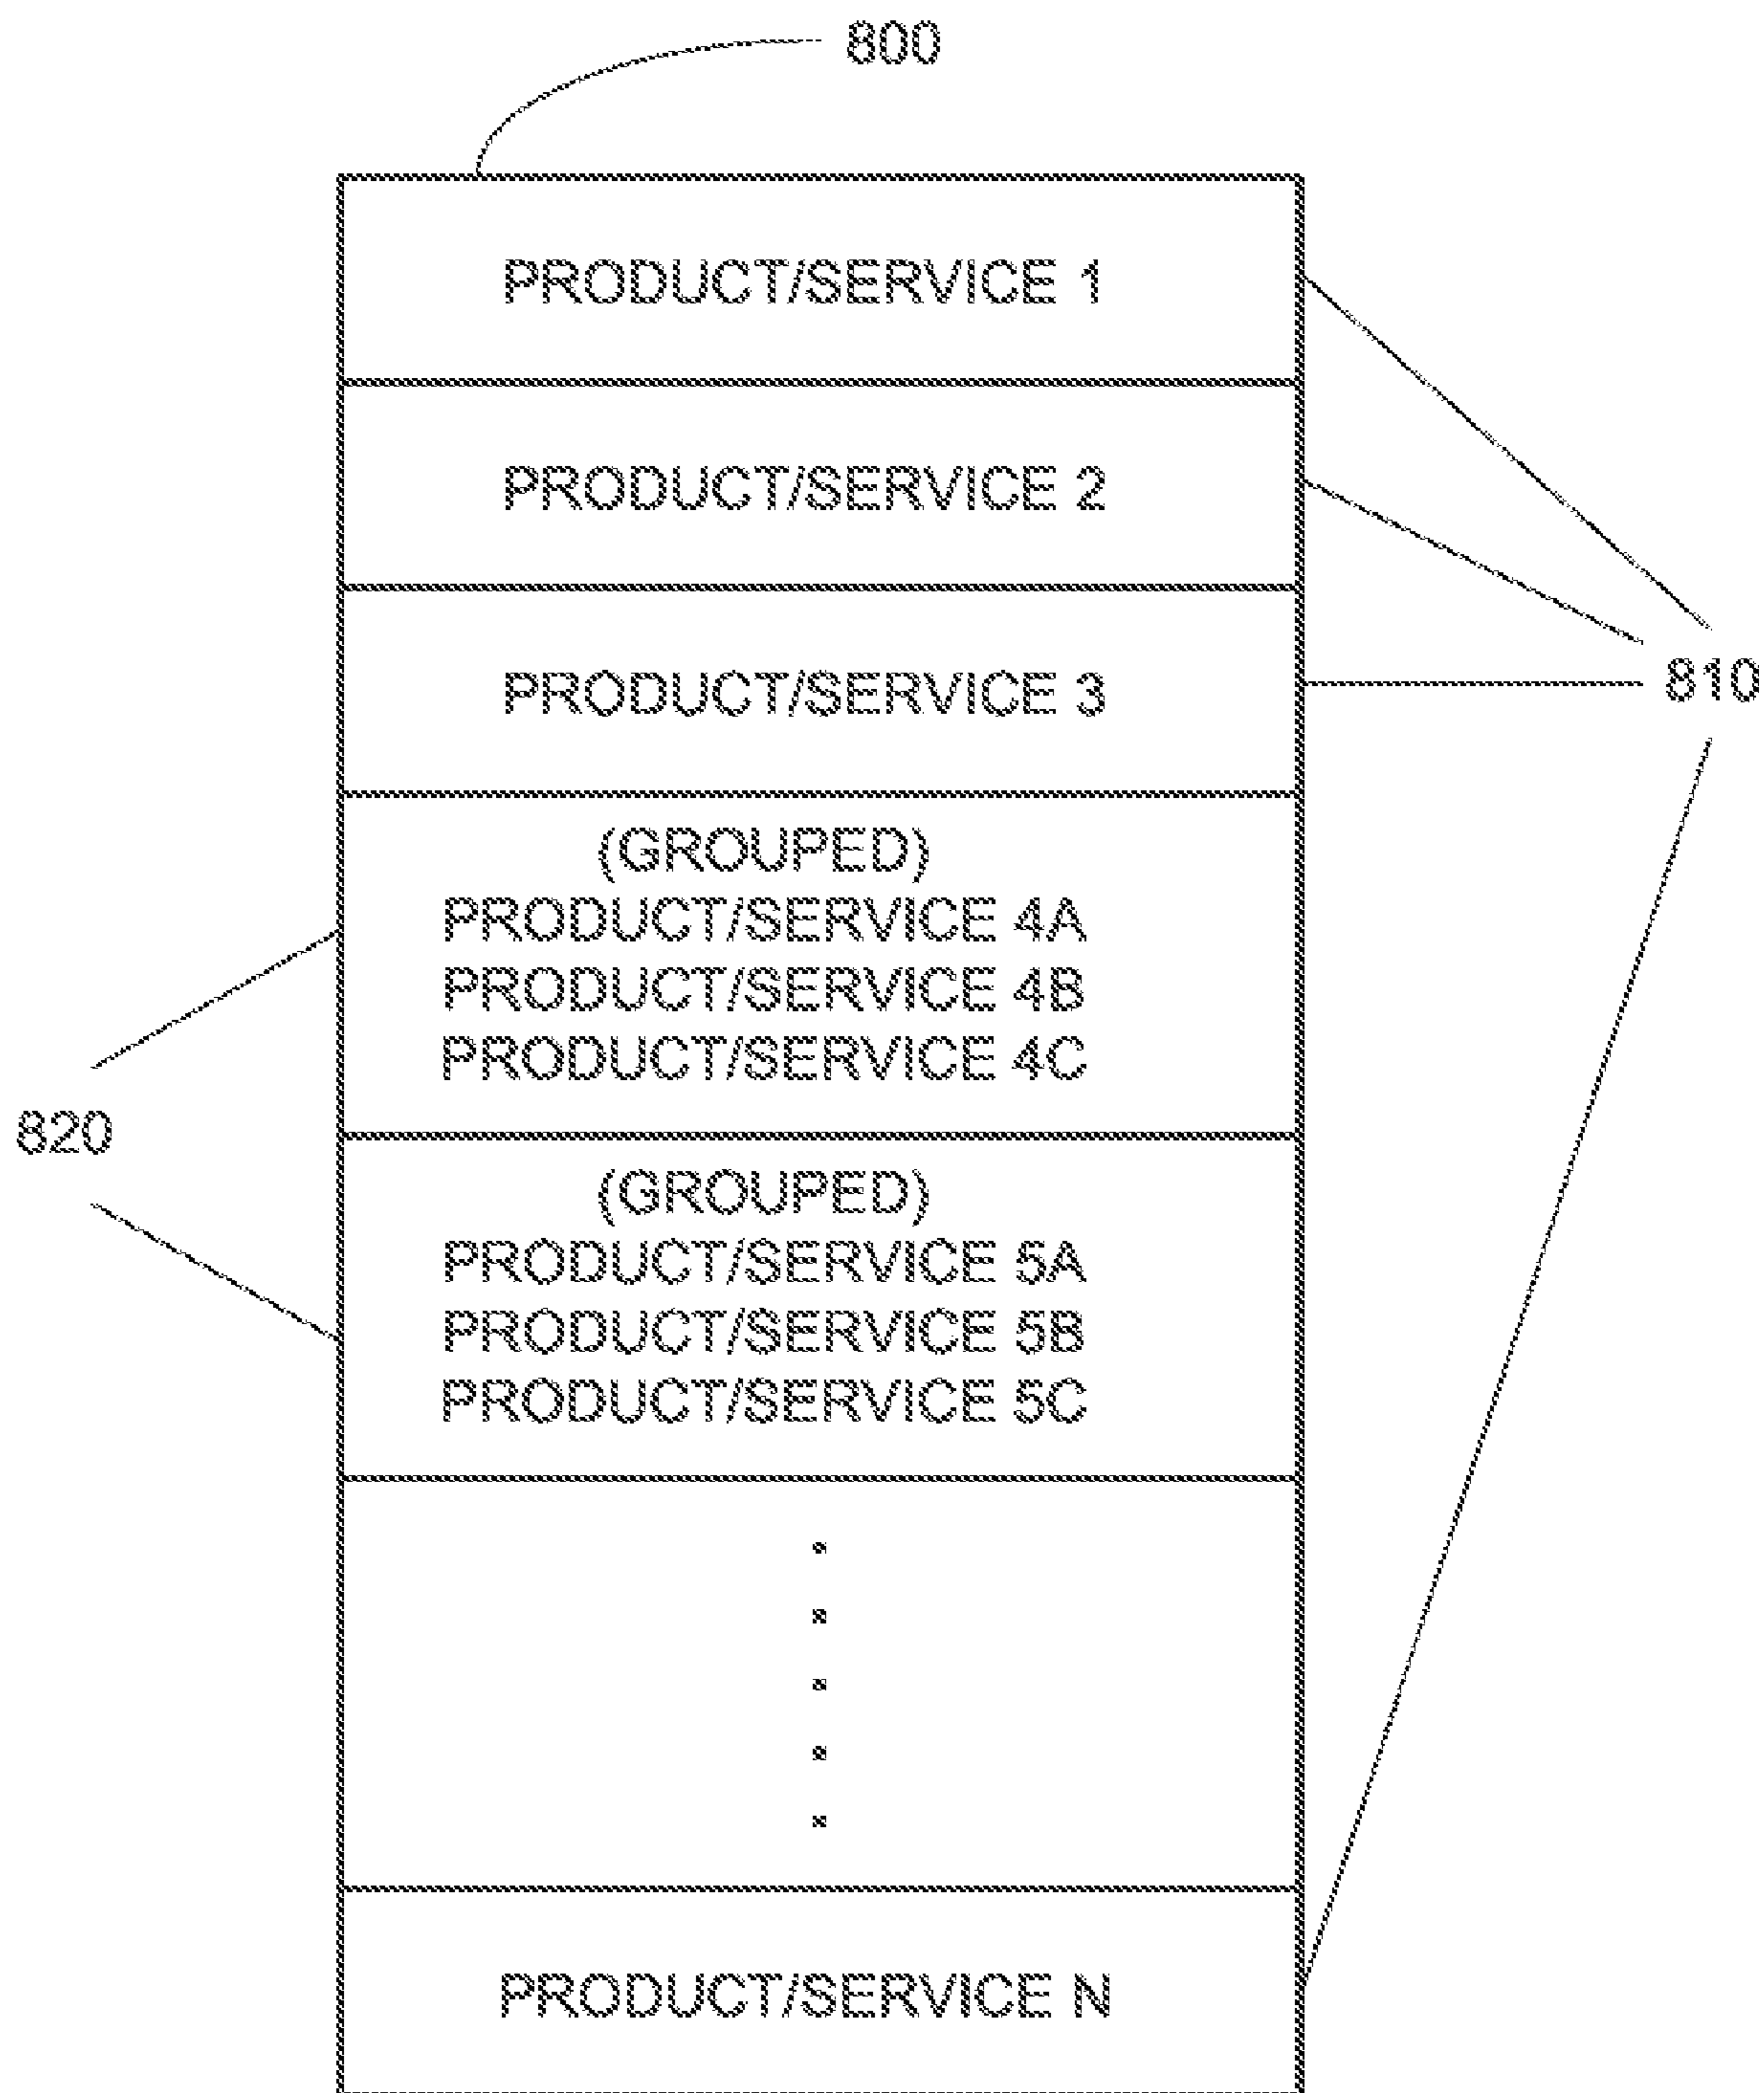 800
PRODUCT/SERVICE 1
PRODUCT/SERVICE 2
PRODUCT/SERVICE 3
810
(GROUPED)
PRODUCT/SERVICE 4A
PRODUCT/SERVICE 4B
PRODUCT/SERVICE 4C
820
(GROUPED)
PRODUCT/SERVICE 5A
PRODUCT/SERVICE 5B
PRODUCT/SERVICE 5C
PRODUCT/SERVICE N